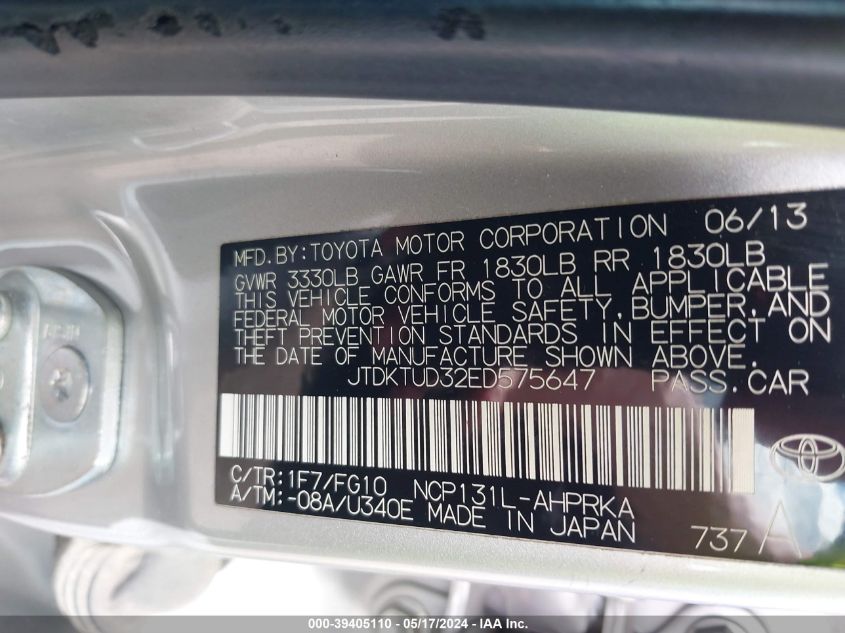 MFD.BY:TOYOTA MOTOR CORPORATION 06/13
GVWR 3330LB GAWR FR 1830LB RR 1830LB
THIS VEHICLE CONFORMS TO ALL APPLICABLE
FEDERAL MOTOR VEHICLE SAFETY,BUMPER,AND
THEFT PREVENTION STANDARDS IN EFFECT ON
THE DATE OF MANUFACTURE SHOWN ABOVE.
JTDKTUD32ED575647 PASS.CAR
C/TR:1F7/FG10 NCP131L-AHPRKA
A/TM:-08A/U340E MADE IN JAPAN 737 A
000-39405110 - 05/17/2024 - IAA Inc.